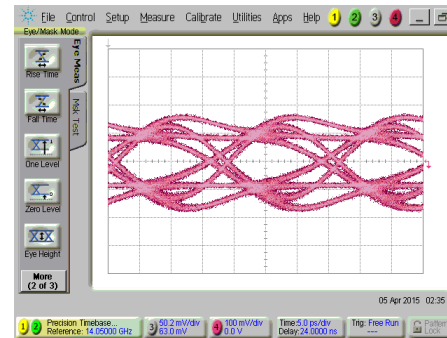 File Control Setup Measure Calibrate Utilities Apps Help 1 2 3 4
Eye/Mask Mode
Eye Meas
Msk Test
Rise Time
Fall Time
One Level
Zero Level
Eye Height
More
(2 of 3)
05 Apr 2015 02:35
1 2 Precision Timebase...
Reference: 14.05000 GHz
3 50.2 mV/div
63.0 mV
4 100 mV/div
0.0 V
Time:5.0 ps/div
Delay:24.0000 ns
Trig: Free Run
---
Pattern
Lock